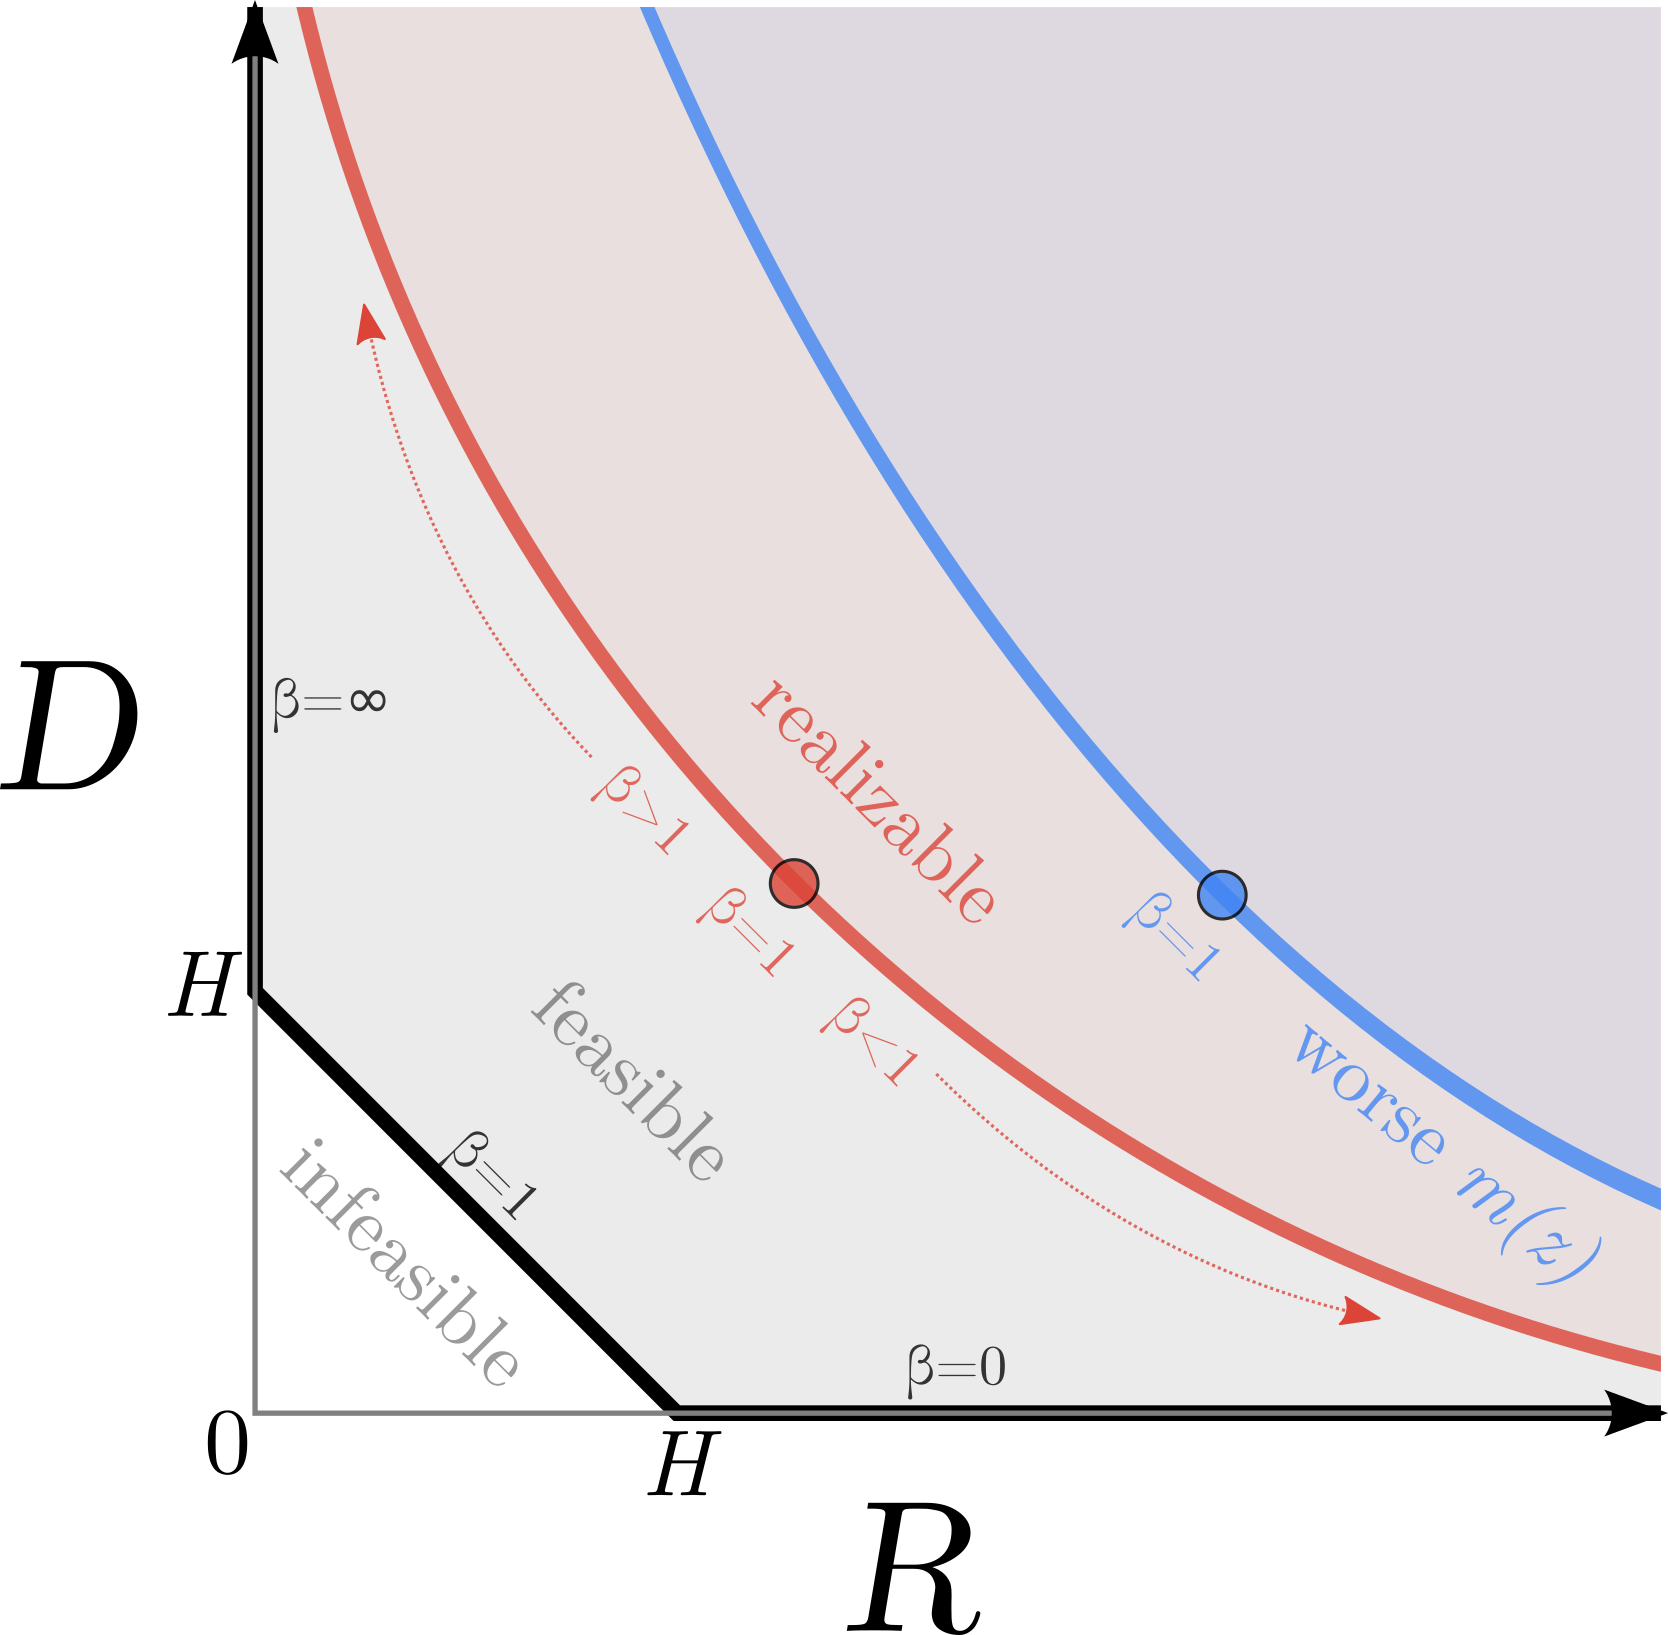 D
β=∞
realizable
β>1
β=1
β<1
β=1
worse m(z)
H
feasible
β=1
infeasible
β=0
0
H
R